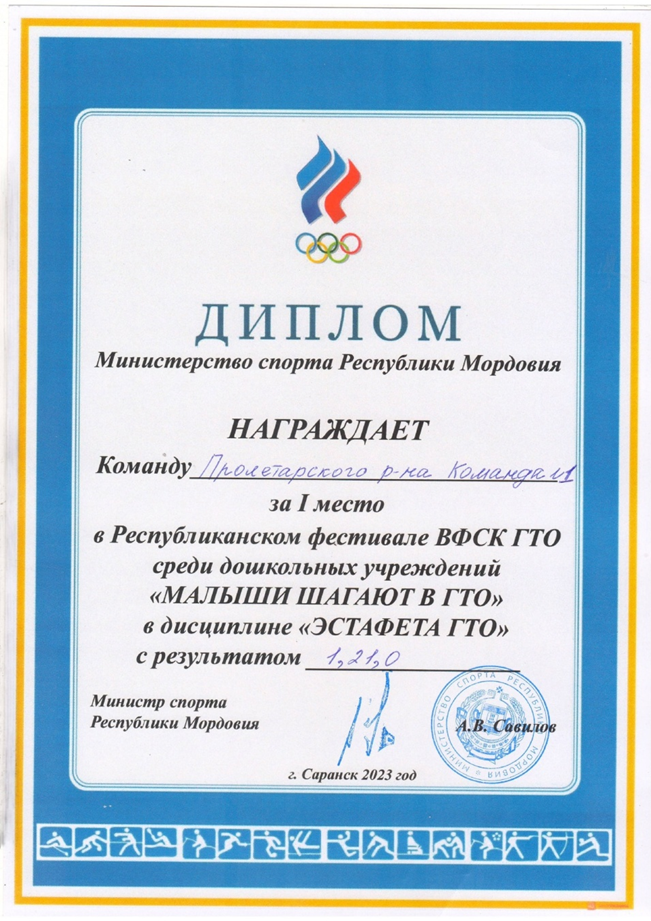 ДИПЛОМ
Министерство спорта Республики Мордовия
НАГРАЖДАЕТ
Команду Пролетарского р-на Команда №1
за I место
в Республиканском фестивале ВФСК ГТО
среди дошкольных учреждений
«МАЛЫШИ ШАГАЮТ В ГТО»
в дисциплине «ЭСТАФЕТА ГТО»
с результатом 1,21,0
Министр спорта
Республики Мордовия
А.В. Савилов
МИНИСТЕРСТВО СПОРТА РЕСПУБЛИКИ МОРДОВИЯ
г. Саранск 2023 год